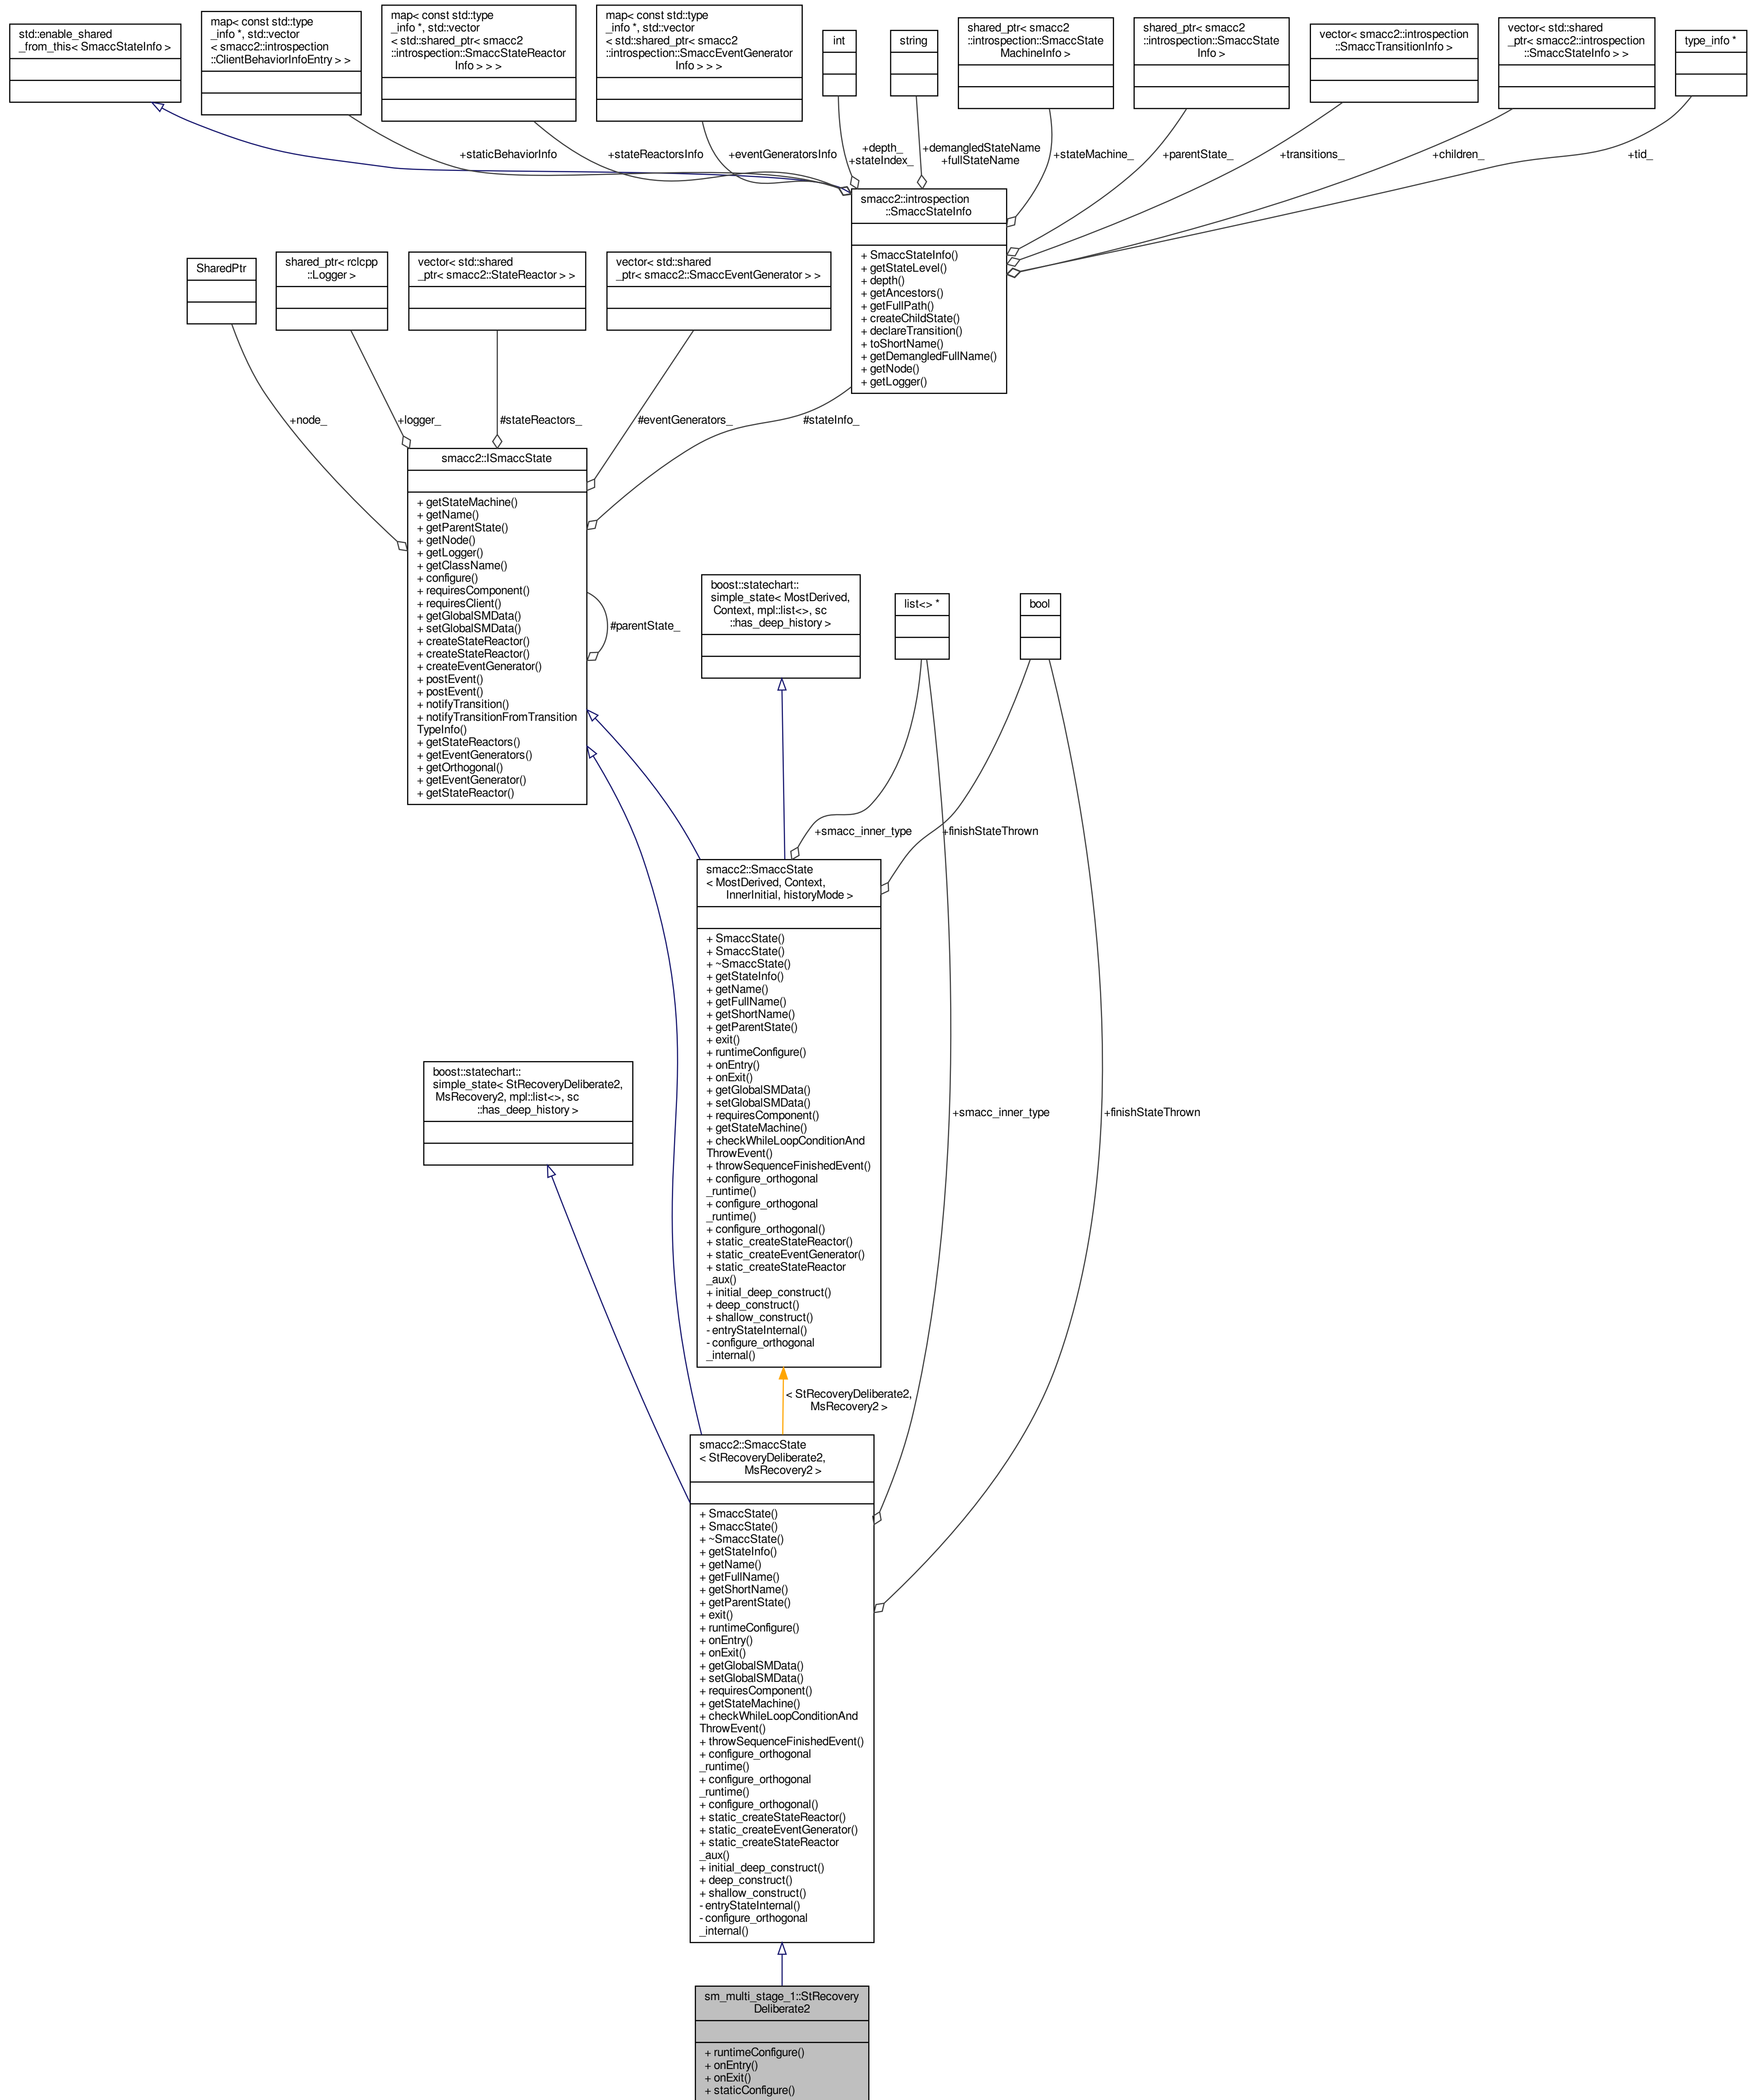 std::enable_shared
_from_this< SmaccStateInfo >
map< const std::type
_info *, std::vector
< smacc2::introspection
::ClientBehaviorInfoEntry > >
map< const std::type
_info *, std::vector
< std::shared_ptr< smacc2
::introspection::SmaccStateReactor
Info > > >
map< const std::type
_info *, std::vector
< std::shared_ptr< smacc2
::introspection::SmaccEventGenerator
Info > > >
int
string
shared_ptr< smacc2
::introspection::SmaccState
MachineInfo >
shared_ptr< smacc2
::introspection::SmaccState
Info >
vector< smacc2::introspection
::SmaccTransitionInfo >
vector< std::shared
_ptr< smacc2::introspection
::SmaccStateInfo > >
type_info *
+staticBehaviorInfo
+stateReactorsInfo
+eventGeneratorsInfo
+depth_
+stateIndex_
+demangledStateName
+fullStateName
+stateMachine_
+parentState_
+transitions_
+children_
+tid_
smacc2::introspection
::SmaccStateInfo
+ SmaccStateInfo()
+ getStateLevel()
+ depth()
+ getAncestors()
+ getFullPath()
+ createChildState()
+ declareTransition()
+ toShortName()
+ getDemangledFullName()
+ getNode()
+ getLogger()
SharedPtr
shared_ptr< rclcpp
::Logger >
vector< std::shared
_ptr< smacc2::StateReactor > >
vector< std::shared
_ptr< smacc2::SmaccEventGenerator > >
+node_
+logger_
#stateReactors_
#eventGenerators_
#stateInfo_
smacc2::ISmaccState
+ getStateMachine()
+ getName()
+ getParentState()
+ getNode()
+ getLogger()
+ getClassName()
+ configure()
+ requiresComponent()
+ requiresClient()
+ getGlobalSMData()
+ setGlobalSMData()
+ createStateReactor()
+ createStateReactor()
+ createEventGenerator()
+ postEvent()
+ postEvent()
+ notifyTransition()
+ notifyTransitionFromTransition
TypeInfo()
+ getStateReactors()
+ getEventGenerators()
+ getOrthogonal()
+ getEventGenerator()
+ getStateReactor()
#parentState_
boost::statechart::
simple_state< MostDerived,
Context, mpl::list<>, sc
::has_deep_history >
list<> *
bool
+smacc_inner_type
+finishStateThrown
smacc2::SmaccState
< MostDerived, Context,
InnerInitial, historyMode >
+ SmaccState()
+ SmaccState()
+ ~SmaccState()
+ getStateInfo()
+ getName()
+ getFullName()
+ getShortName()
+ getParentState()
+ exit()
+ runtimeConfigure()
+ onEntry()
+ onExit()
+ getGlobalSMData()
+ setGlobalSMData()
+ requiresComponent()
+ getStateMachine()
+ checkWhileLoopConditionAnd
ThrowEvent()
+ throwSequenceFinishedEvent()
+ configure_orthogonal
_runtime()
+ configure_orthogonal
_runtime()
+ configure_orthogonal()
+ static_createStateReactor()
+ static_createEventGenerator()
+ static_createStateReactor
_aux()
+ initial_deep_construct()
+ deep_construct()
+ shallow_construct()
- entryStateInternal()
- configure_orthogonal
_internal()
boost::statechart::
simple_state< StRecoveryDeliberate2,
MsRecovery2, mpl::list<>, sc
::has_deep_history >
+smacc_inner_type
+finishStateThrown
< StRecoveryDeliberate2,
MsRecovery2 >
smacc2::SmaccState
< StRecoveryDeliberate2,
MsRecovery2 >
+ SmaccState()
+ SmaccState()
+ ~SmaccState()
+ getStateInfo()
+ getName()
+ getFullName()
+ getShortName()
+ getParentState()
+ exit()
+ runtimeConfigure()
+ onEntry()
+ onExit()
+ getGlobalSMData()
+ setGlobalSMData()
+ requiresComponent()
+ getStateMachine()
+ checkWhileLoopConditionAnd
ThrowEvent()
+ throwSequenceFinishedEvent()
+ configure_orthogonal
_runtime()
+ configure_orthogonal
_runtime()
+ configure_orthogonal()
+ static_createStateReactor()
+ static_createEventGenerator()
+ static_createStateReactor
_aux()
+ initial_deep_construct()
+ deep_construct()
+ shallow_construct()
- entryStateInternal()
- configure_orthogonal
_internal()
sm_multi_stage_1::StRecovery
Deliberate2
+ runtimeConfigure()
+ onEntry()
+ onExit()
+ staticConfigure()